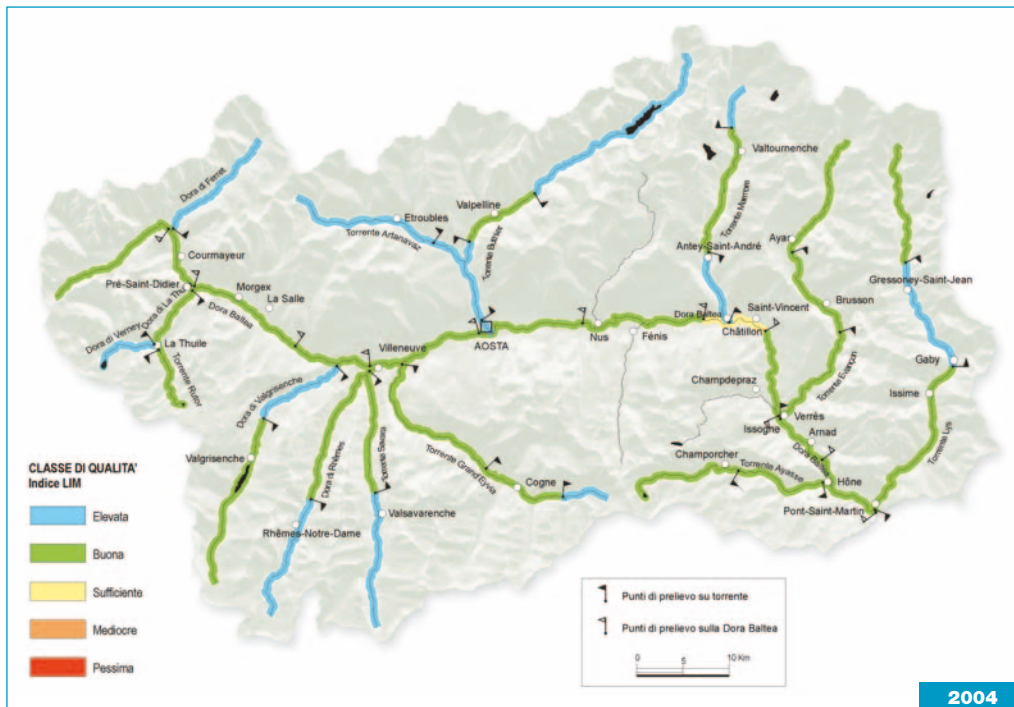 Dora di Ferret
Courmayeur
Pré-Saint-Didier
Morgex
La Salle
Dora Baltea
Dora di La Thuile
Dora di Verney
La Thuile
Torrente Rutor
Etroubles
Torrente Artanavaz
Valpelline
Torrente Buthier
Villeneuve
AOSTA
Nus
Fénis
Valtournenche
Torrente Marmore
Antey-Saint-André
Dora Baltea
Saint-Vincent
Châtillon
Ayas
Brusson
Torrente Evançon
Gressoney-Saint-Jean
Gaby
Issime
Torrente Lys
Champdepraz
Verrès
Issogne
Arnad
Dora Baltea
Hône
Pont-Saint-Martin
Champorcher
Torrente Ayasse
Dora di Valgrisenche
Valgrisenche
Dora di Rhêmes
Rhêmes-Notre-Dame
Torrente Savara
Valsavarenche
Torrente Grand Eyvia
Cogne
CLASSE DI QUALITA'
Indice LIM
Elevata
Buona
Sufficiente
Mediocre
Pessima
Punti di prelievo su torrente
Punti di prelievo sulla Dora Baltea
0 5 10 Km
2004